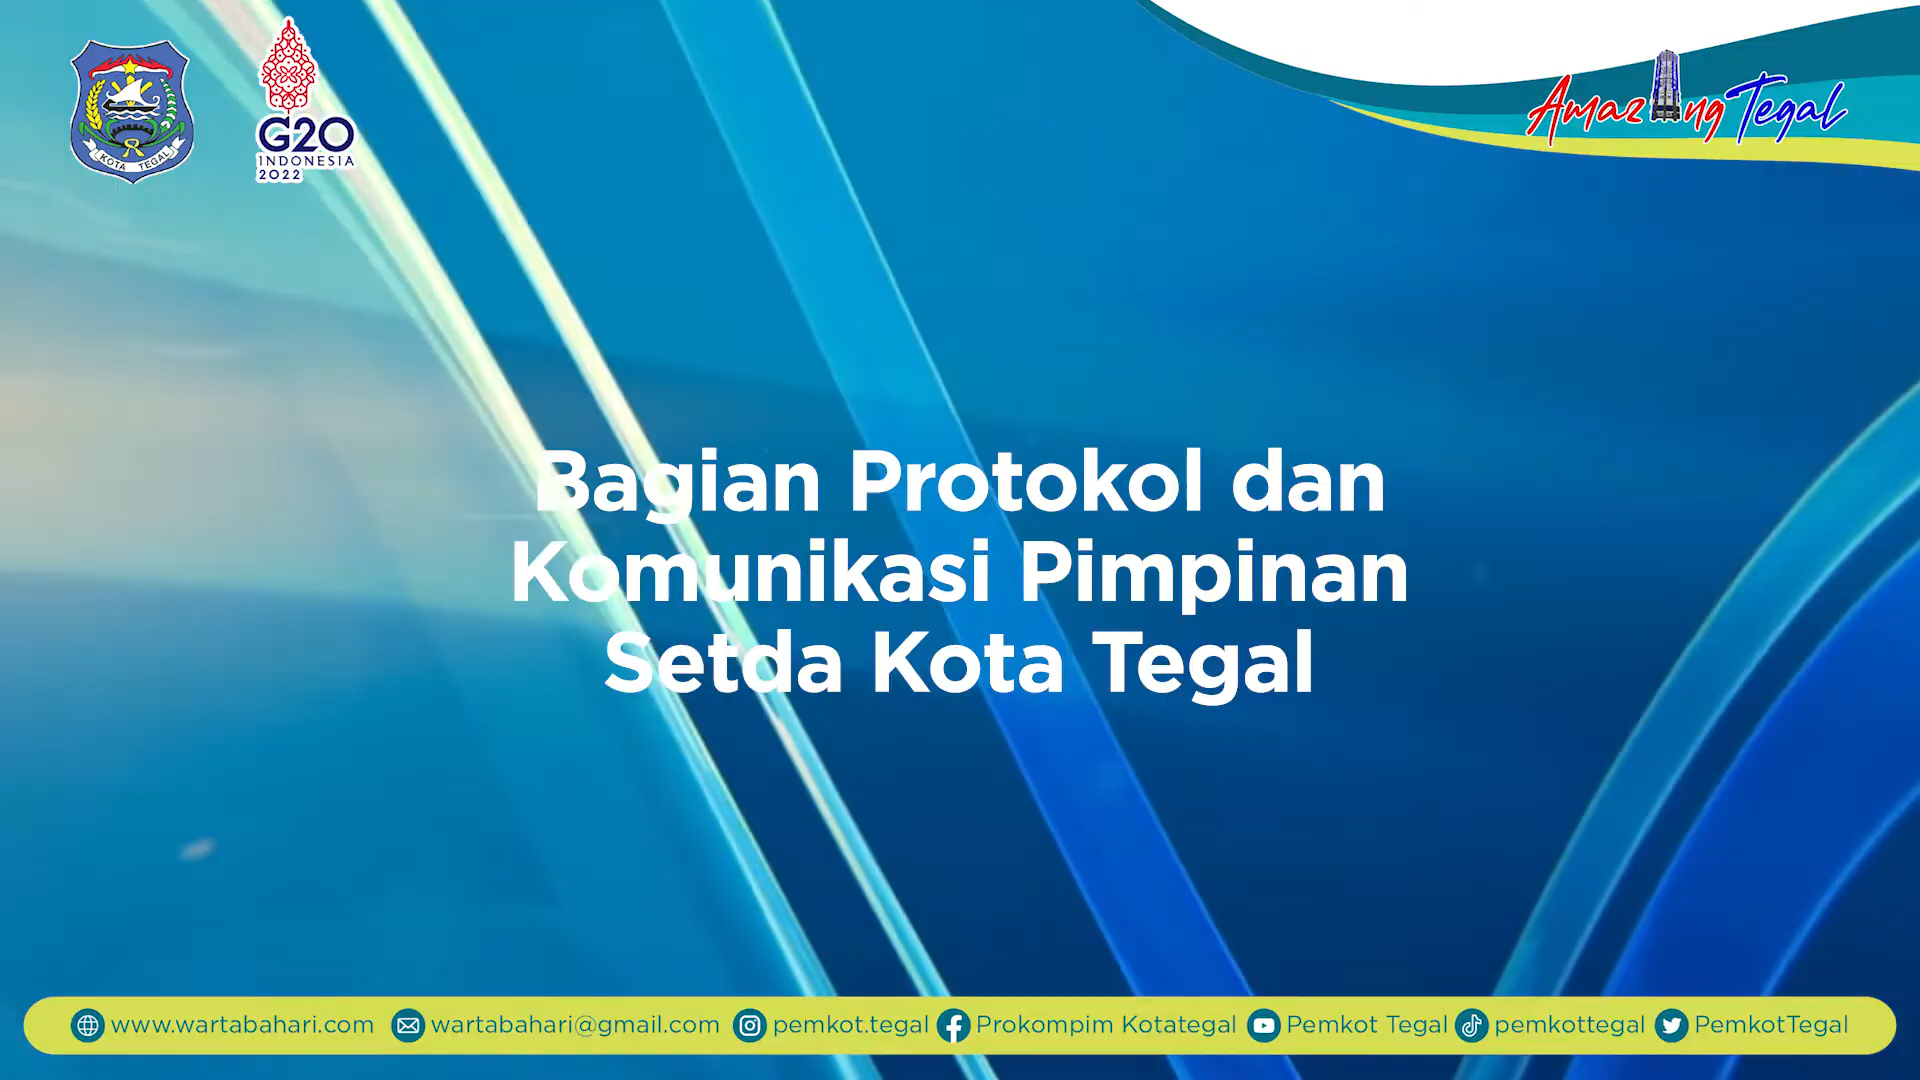 KOTA TEGAL
G20
INDONESIA
2022
Amazing Tegal
Bagian Protokol dan
Komunikasi Pimpinan
Setda Kota Tegal
www.wartabahari.com wartabahari@gmail.com pemkot.tegal Prokompim Kotategal Pemkot Tegal pemkottegal PemkotTegal